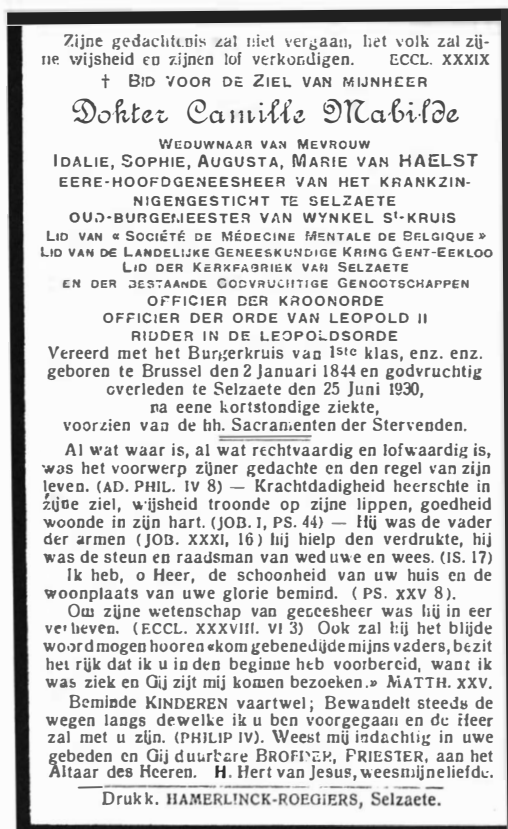 Zijne gedachtenis zal niet vergaan, het volk zal zij-
ne wijsheid en zijnen lof verkondigen. ECCL. XXXIX
† BID VOOR DE ZIEL VAN MIJNHEER
Dokter Camille Mabilde
WEDUWNAAR VAN MEVROUW
IDALIE, SOPHIE, AUGUSTA, MARIE VAN HAELST
EERE-HOOFDGENEESHEER VAN HET KRANKZIN-
NIGENGESTICHT TE SELZAETE
OUD-BURGEMEESTER VAN WYNKEL St-KRUIS
LID VAN « SOCIÉTÉ DE MÉDECINE MENTALE DE BELGIQUE »
LID VAN DE LANDELIJKE GENEESKUNDIGE KRING GENT-EEKLOO
LID DER KERKFABRIEK VAN SELZAETE
EN DER BESTAANDE GODVRUCHTIGE GENOOTSCHAPPEN
OFFICIER DER KROONORDE
OFFICIER DER ORDE VAN LEOPOLD II
RIDDER IN DE LEOPOLDSORDE
Vereerd met het Burgerkruis van 1ste klas, enz. enz.
geboren te Brussel den 2 Januari 1844 en godvruchtig
overleden te Selzaete den 25 Juni 1930,
na eene kortstondige ziekte,
voorzien van de hh. Sacramenten der Stervenden.
Al wat waar is, al wat rechtvaardig en lofwaardig is,
was het voorwerp zijner gedachte en den regel van zijn
leven. (AD. PHIL. IV 8) — Krachtdadigheid heerschte in
zijne ziel, wijsheid troonde op zijne lippen, goedheid
woonde in zijn hart. (JOB. I, PS. 44) — Hij was de vader
der armen (JOB. XXXI, 16) hij hielp den verdrukte, hij
was de steun en raadsman van weduwe en wees. (IS. 17)
Ik heb, o Heer, de schoonheid van uw huis en de
woonplaats van uwe glorie bemind. (PS. XXV 8).
Om zijne wetenschap van geneesheer was hij in eer
verheven. (ECCL. XXXVIII. VI 3) Ook zal hij het blijde
woord mogen hooren «kom gebenedijde mijns vaders, bezit
het rijk dat ik u in den beginne heb voorbereid, want ik
was ziek en Gij zijt mij komen bezoeken.» MATTH. XXV.
Beminde KINDEREN vaartwel; Bewandelt steeds de
wegen langs dewelke ik u ben voorgegaan en de Heer
zal met u zijn. (PHILIP IV). Weest mij indachtig in uwe
gebeden en Gij duurbare BROEDER, PRIESTER, aan het
Altaar des Heeren. H. Hert van Jesus, wees mijne liefde.
Drukk. HAMERLINCK-ROEGIERS, Selzaete.